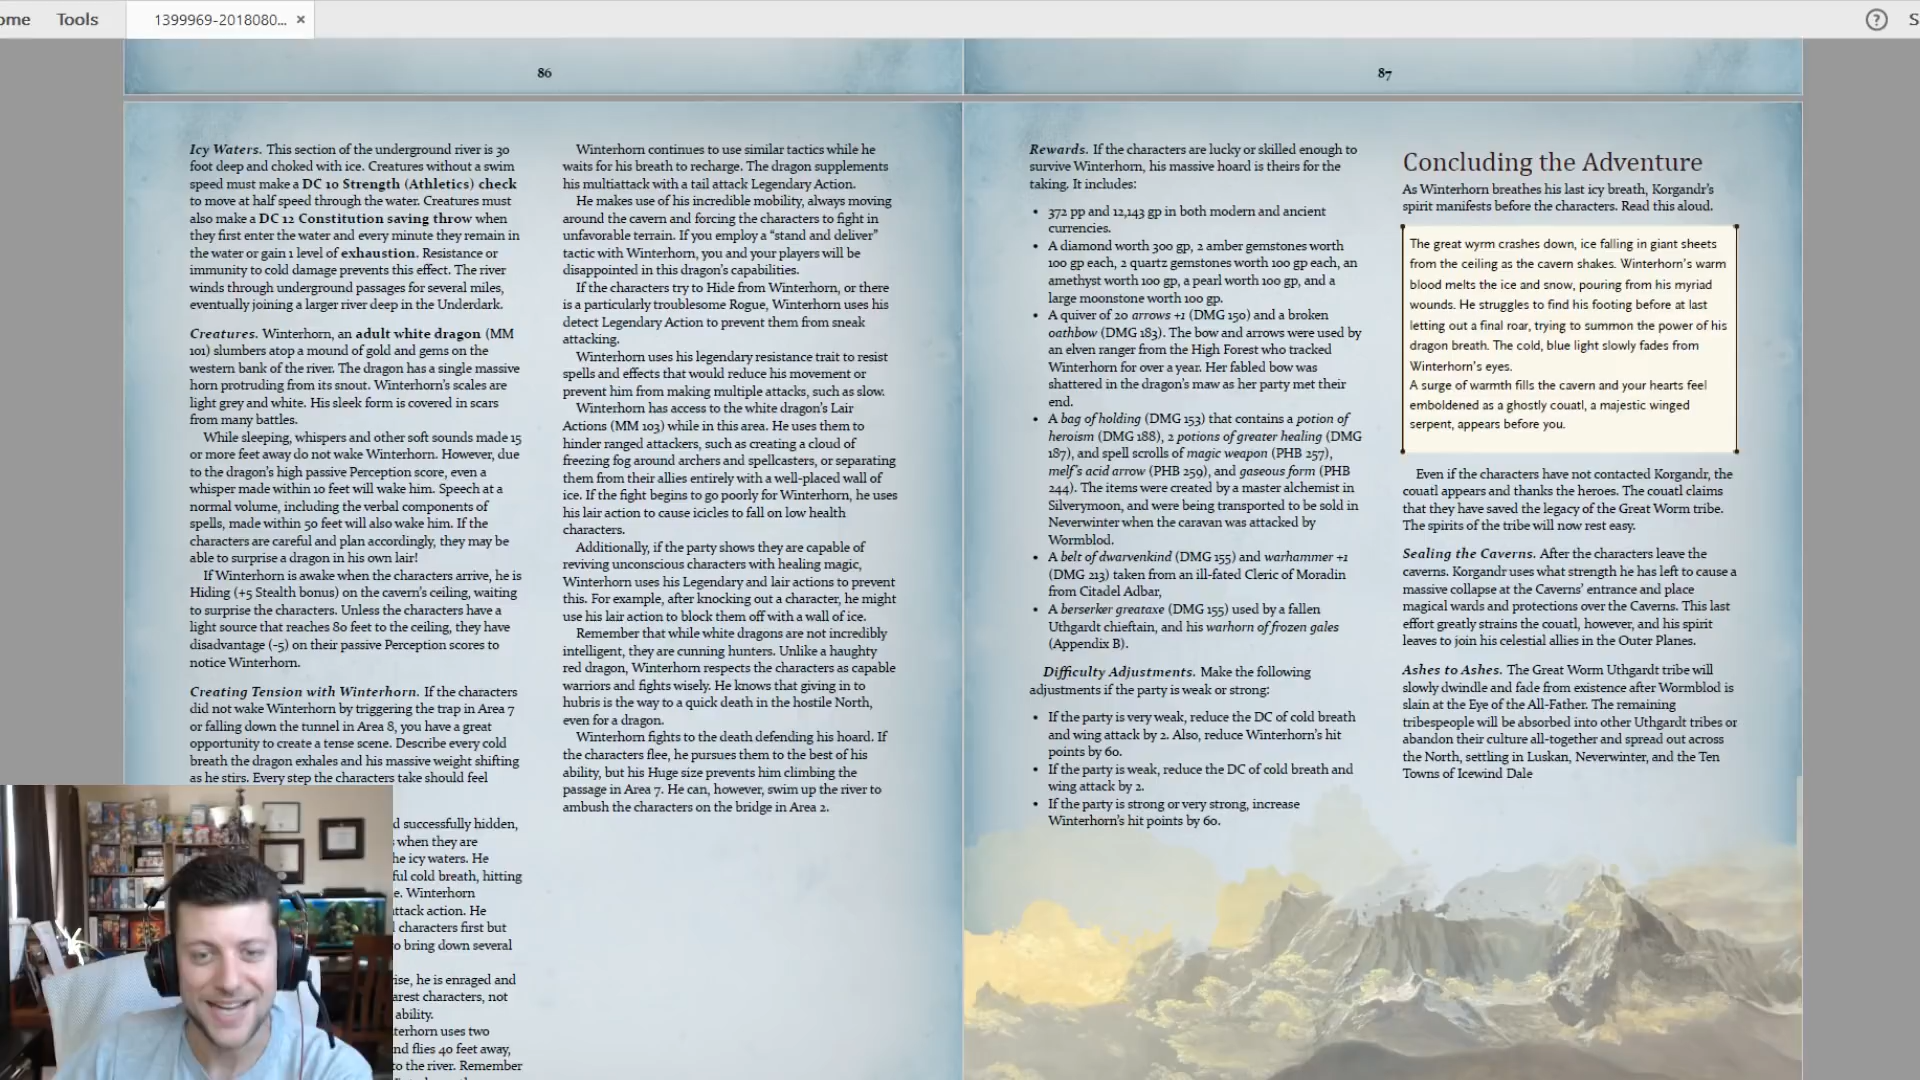 ome
Tools
1399969-2018080...
×
?
S
86
87
Icy Waters. This section of the underground river is 30
foot deep and choked with ice. Creatures without a swim
speed must make a DC 10 Strength (Athletics) check
to move at half speed through the water. Creatures must
also make a DC 12 Constitution saving throw when
they first enter the water and every minute they remain in
the water or gain 1 level of exhaustion. Resistance or
immunity to cold damage prevents this effect. The river
winds through underground passages for several miles,
eventually joining a larger river deep in the Underdark.
Creatures. Winterhorn, an adult white dragon (MM
101) slumbers atop a mound of gold and gems on the
western bank of the river. The dragon has a single massive
horn protruding from its snout. Winterhorn's scales are
light grey and white. His sleek form is covered in scars
from many battles.
While sleeping, whispers and other soft sounds made 15
or more feet away do not wake Winterhorn. However, due
to the dragon's high passive Perception score, even a
whisper made within 10 feet will wake him. Speech at a
normal volume, including the verbal components of
spells, made within 50 feet will also wake him. If the
characters are careful and plan accordingly, they may be
able to surprise a dragon in his own lair!
If Winterhorn is awake when the characters arrive, he is
Hiding (+5 Stealth bonus) on the cavern's ceiling, waiting
to surprise the characters. Unless the characters have a
light source that reaches 80 feet to the ceiling, they have
disadvantage (-5) on their passive Perception scores to
notice Winterhorn.
Creating Tension with Winterhorn. If the characters
did not wake Winterhorn by triggering the trap in Area 7
or falling down the tunnel in Area 8, you have a great
opportunity to create a tense scene. Describe every cold
breath the dragon exhales and his massive weight shifting
as he stirs. Every step the characters take should feel
d successfully hidden,
when they are
he icy waters. He
ful cold breath, hitting
e. Winterhorn
ttack action. He
characters first but
o bring down several
rise, he is enraged and
arest characters, not
ability.
terhorn uses two
nd flies 40 feet away,
to the river. Remember
Winterhorn continues to use similar tactics while he
waits for his breath to recharge. The dragon supplements
his multiattack with a tail attack Legendary Action.
He makes use of his incredible mobility, always moving
around the cavern and forcing the characters to fight in
unfavorable terrain. If you employ a “stand and deliver”
tactic with Winterhorn, you and your players will be
disappointed in this dragon's capabilities.
If the characters try to Hide from Winterhorn, or there
is a particularly troublesome Rogue, Winterhorn uses his
detect Legendary Action to prevent them from sneak
attacking.
Winterhorn uses his legendary resistance trait to resist
spells and effects that would reduce his movement or
prevent him from making multiple attacks, such as slow.
Winterhorn has access to the white dragon's Lair
Actions (MM 103) while in this area. He uses them to
hinder ranged attackers, such as creating a cloud of
freezing fog around archers and spellcasters, or separating
them from their allies entirely with a well-placed wall of
ice. If the fight begins to go poorly for Winterhorn, he uses
his lair action to cause icicles to fall on low health
characters.
Additionally, if the party shows they are capable of
reviving unconscious characters with healing magic,
Winterhorn uses his Legendary and lair actions to prevent
this. For example, after knocking out a character, he might
use his lair action to block them off with a wall of ice.
Remember that while white dragons are not incredibly
intelligent, they are cunning hunters. Unlike a haughty
red dragon, Winterhorn respects the characters as capable
warriors and fights wisely. He knows that giving in to
hubris is the way to a quick death in the hostile North,
even for a dragon.
Winterhorn fights to the death defending his hoard. If
the characters flee, he pursues them to the best of his
ability, but his Huge size prevents him climbing the
passage in Area 7. He can, however, swim up the river to
ambush the characters on the bridge in Area 2.
Rewards. If the characters are lucky or skilled enough to
survive Winterhorn, his massive hoard is theirs for the
taking. It includes:
• 372 pp and 12,143 gp in both modern and ancient
currencies.
• A diamond worth 300 gp, 2 amber gemstones worth
100 gp each, 2 quartz gemstones worth 100 gp each, an
amethyst worth 100 gp, a pearl worth 100 gp, and a
large moonstone worth 100 gp.
• A quiver of 20 arrows +1 (DMG 150) and a broken
oathbow (DMG 183). The bow and arrows were used by
an elven ranger from the High Forest who tracked
Winterhorn for over a year. Her fabled bow was
shattered in the dragon's maw as her party met their
end.
• A bag of holding (DMG 153) that contains a potion of
heroism (DMG 188), 2 potions of greater healing (DMG
187), and spell scrolls of magic weapon (PHB 257),
melf's acid arrow (PHB 259), and gaseous form (PHB
244). The items were created by a master alchemist in
Silverymoon, and were being transported to be sold in
Neverwinter when the caravan was attacked by
Wormblod.
• A belt of dwarvenkind (DMG 155) and warhammer +1
(DMG 213) taken from an ill-fated Cleric of Moradin
from Citadel Adbar,
• A berserker greataxe (DMG 155) used by a fallen
Uthgardt chieftain, and his warhorn of frozen gales
(Appendix B).
Difficulty Adjustments. Make the following
adjustments if the party is weak or strong:
• If the party is very weak, reduce the DC of cold breath
and wing attack by 2. Also, reduce Winterhorn's hit
points by 60.
• If the party is weak, reduce the DC of cold breath and
wing attack by 2.
• If the party is strong or very strong, increase
Winterhorn's hit points by 60.
Concluding the Adventure
As Winterhorn breathes his last icy breath, Korgandr's
spirit manifests before the characters. Read this aloud.
The great wyrm crashes down, ice falling in giant sheets
from the ceiling as the cavern shakes. Winterhorn's warm
blood melts the ice and snow, pouring from his myriad
wounds. He struggles to find his footing before at last
letting out a final roar, trying to summon the power of his
dragon breath. The cold, blue light slowly fades from
Winterhorn's eyes.
A surge of warmth fills the cavern and your hearts feel
emboldened as a ghostly couatl, a majestic winged
serpent, appears before you.
Even if the characters have not contacted Korgandr, the
couatl appears and thanks the heroes. The couatl claims
that they have saved the legacy of the Great Worm tribe.
The spirits of the tribe will now rest easy.
Sealing the Caverns. After the characters leave the
caverns. Korgandr uses what strength he has left to cause a
massive collapse at the Caverns' entrance and place
magical wards and protections over the Caverns. This last
effort greatly strains the couatl, however, and his spirit
leaves to join his celestial allies in the Outer Planes.
Ashes to Ashes. The Great Worm Uthgardt tribe will
slowly dwindle and fade from existence after Wormblod is
slain at the Eye of the All-Father. The remaining
tribespeople will be absorbed into other Uthgardt tribes or
abandon their culture all-together and spread out across
the North, settling in Luskan, Neverwinter, and the Ten
Towns of Icewind Dale